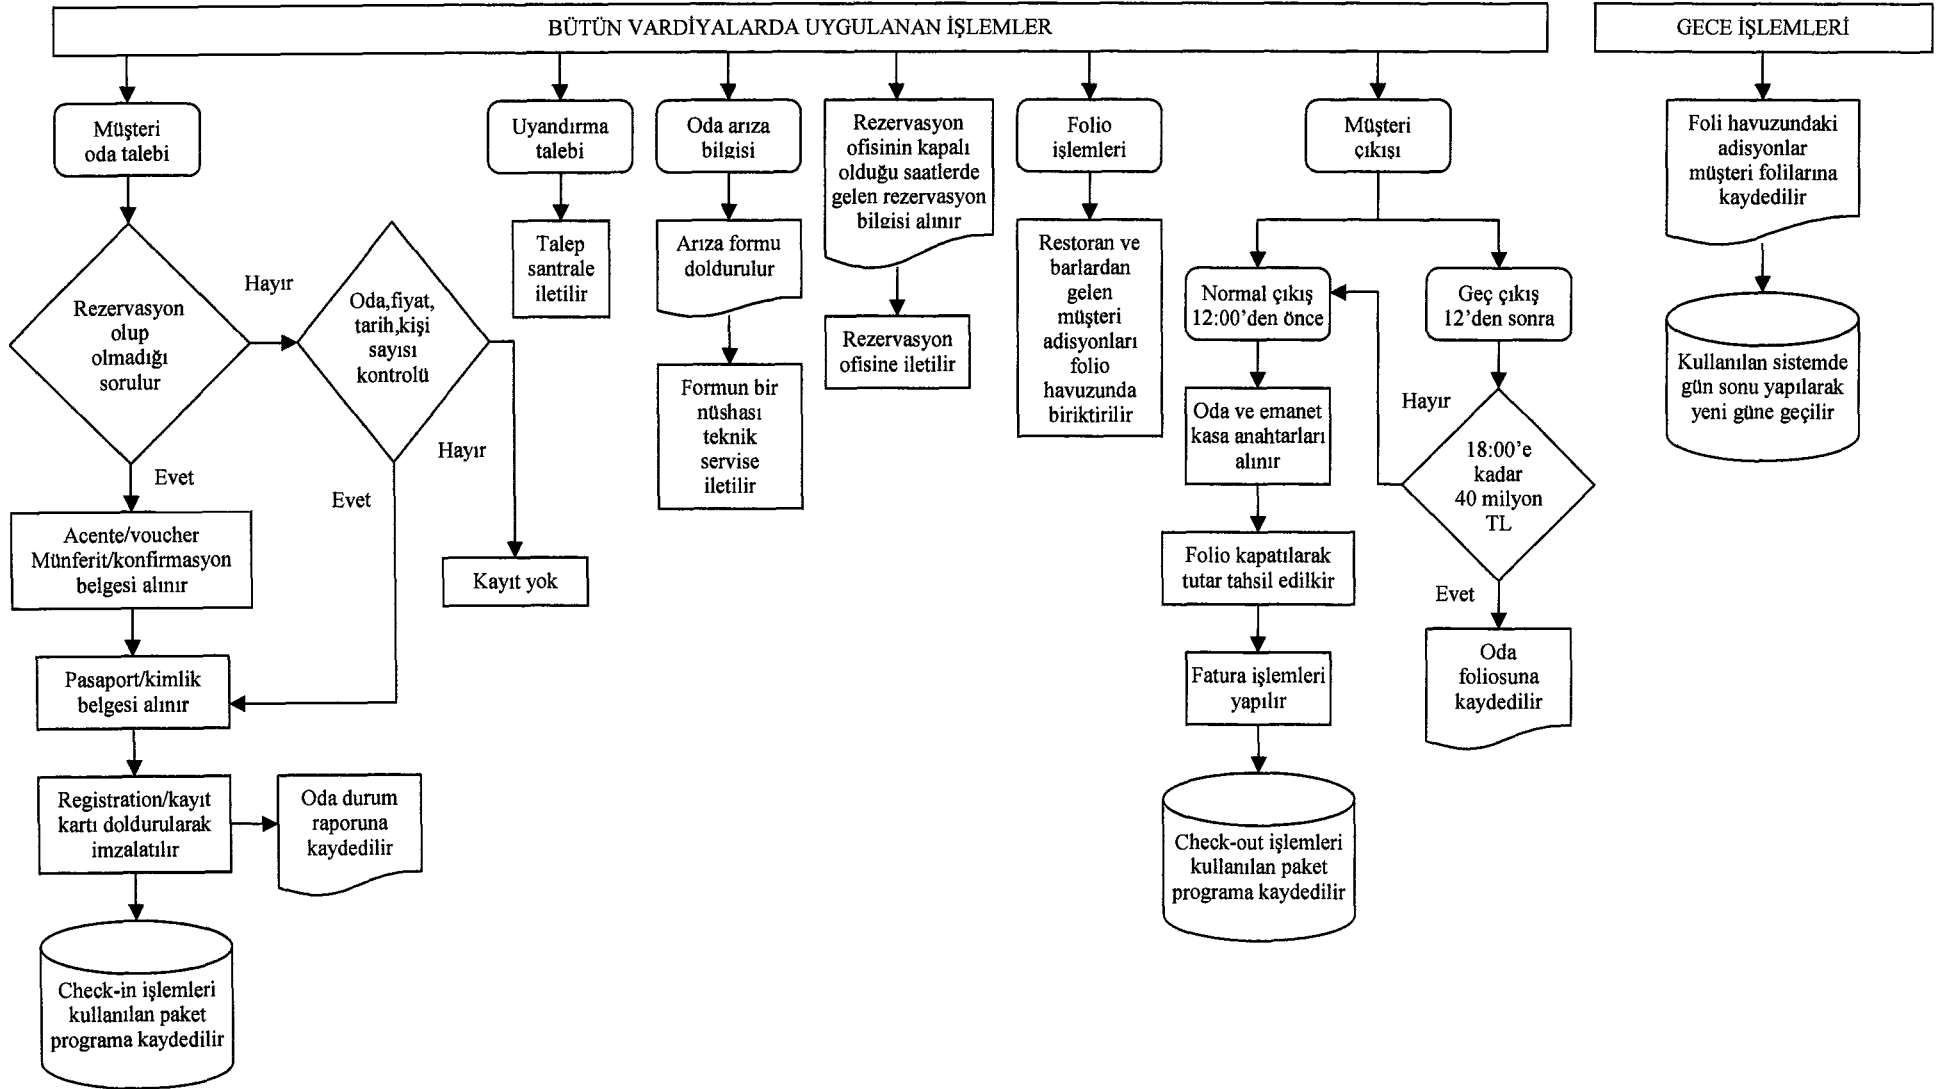 BÜTÜN VARDİYALARDA UYGULANAN İŞLEMLER
GECE İŞLEMLERİ
Müşteri
oda talebi
Rezervasyon
olup
olmadığı
sorulur
Hayır
Evet
Oda,fiyat,
tarih,kişi
sayısı
kontrolü
Hayır
Evet
Kayıt yok
Acente/voucher
Münferit/konfirmasyon
belgesi alınır
Pasaport/kimlik
belgesi alınır
Registration/kayıt
kartı doldurularak
imzalatılır
Oda durum
raporuna
kaydedilir
Check-in işlemleri
kullanılan paket
programa kaydedilir
Uyandırma
talebi
Talep
santrale
iletilir
Oda arıza
bilgisi
Arıza formu
doldurulur
Formun bir
nüshası
teknik
servise
iletilir
Rezervasyon
ofisinin kapalı
olduğu saatlerde
gelen rezervasyon
bilgisi alınır
Rezervasyon
ofisine iletilir
Folio
işlemleri
Restoran ve
barlardan
gelen
müşteri
adisyonları
folio
havuzunda
biriktirilir
Müşteri
çıkışı
Normal çıkış
12:00’den önce
Oda ve emanet
kasa anahtarları
alınır
Folio kapatılarak
tutar tahsil edilkir
Fatura işlemleri
yapılır
Check-out işlemleri
kullanılan paket
programa kaydedilir
Geç çıkış
12’den sonra
Hayır
18:00’e
kadar
40 milyon
TL
Evet
Oda
foliosuna
kaydedilir
Foli havuzundaki
adisyonlar
müşteri folilarına
kaydedilir
Kullanılan sistemde
gün sonu yapılarak
yeni güne geçilir